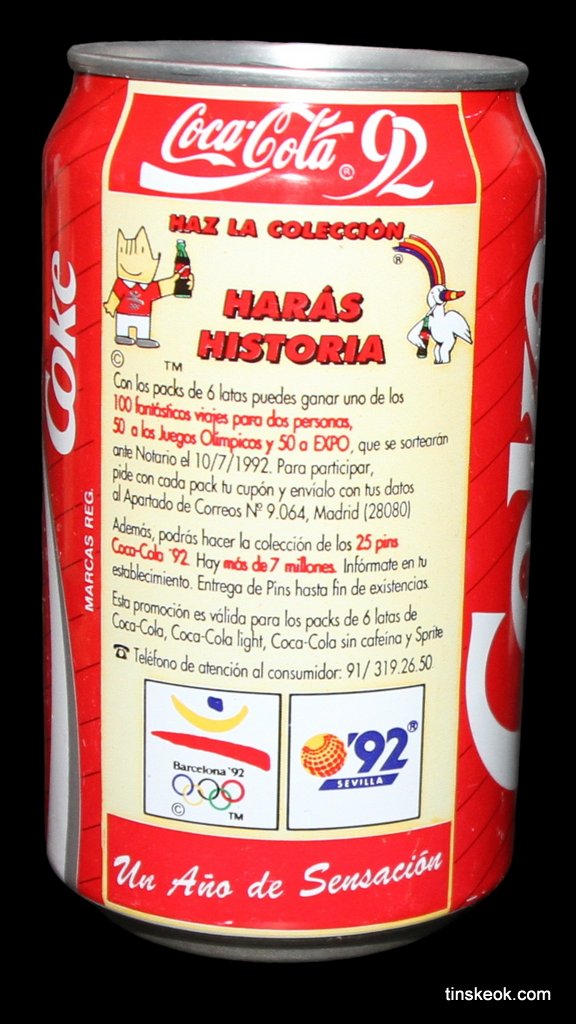 Coca-Cola ® 92
HAZ LA COLECCIÓN
®
HARÁS
HISTORIA
© TM
Con los packs de 6 latas puedes ganar uno de los
100 fantásticos viajes para dos personas,
50 a los Juegos Olímpicos y 50 a EXPO, que se sortearán
ante Notario el 10/7/1992. Para participar,
pide con cada pack tu cupón y envíalo con tus datos
al Apartado de Correos Nº 9.064, Madrid (28080)
Además, podrás hacer la colección de los 25 pins
Coca-Cola '92. Hay más de 7 millones. Infórmate en tu
establecimiento. Entrega de Pins hasta fin de existencias
Esta promoción es válida para los packs de 6 latas de
Coca-Cola, Coca-Cola light, Coca-Cola sin cafeína y Sprite
☎ Teléfono de atención al consumidor: 91/ 319.26.50
Barcelona '92
© TM
'92®
SEVILLA
Un Año de Sensación
Coke
MARCAS REG.
tinskeok.com